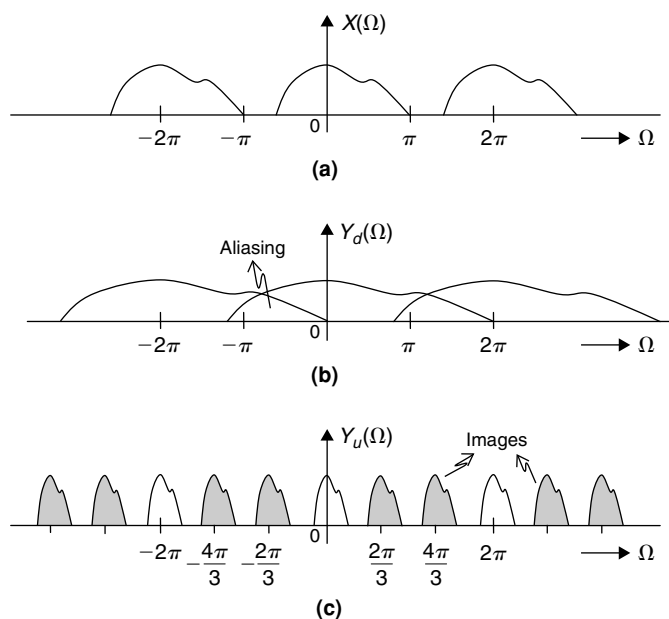 X(Ω)
0
−2π −π π 2π Ω
(a)
Y_d(Ω)
Aliasing
0
−2π −π π 2π Ω
(b)
Y_u(Ω)
Images
0
−2π −4π/3 −2π/3 2π/3 4π/3 2π Ω
(c)